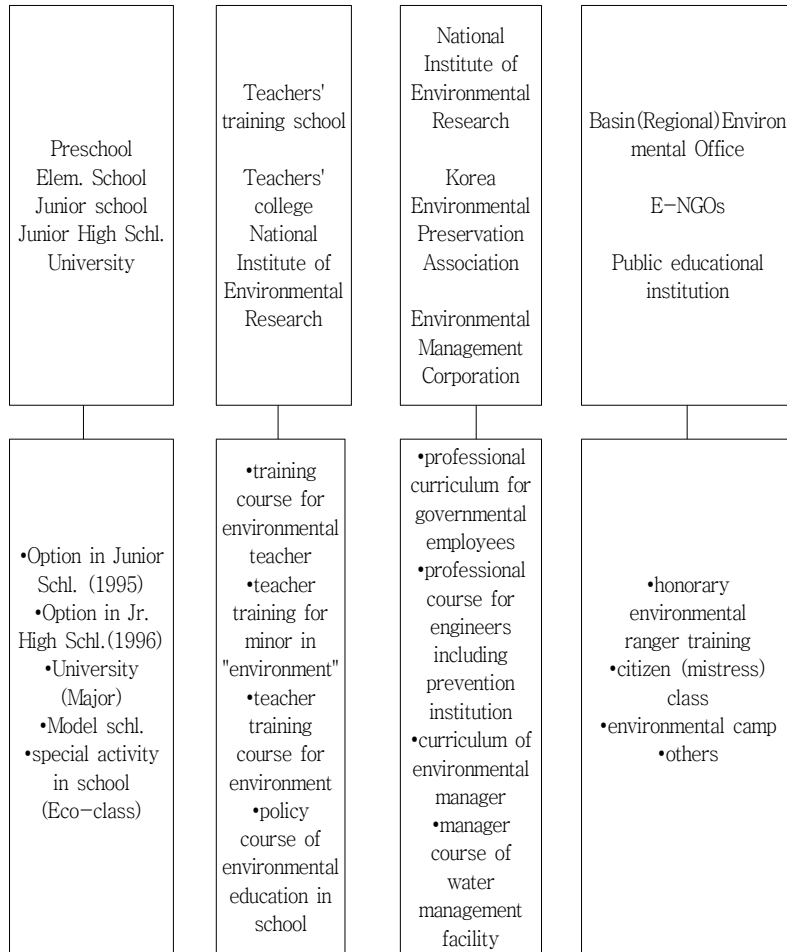 Preschool
Elem. School
Junior school
Junior High Schl.
University
Teachers'
training school
Teachers'
college
National
Institute of
Environmental
Research
National
Institute of
Environmental
Research
Korea
Environmental
Preservation
Association
Environmental
Management
Corporation
Basin(Regional)Environ
mental Office
E-NGOs
Public educational
institution
•Option in Junior
Schl. (1995)
•Option in Jr.
High Schl.(1996)
•University
(Major)
•Model schl.
•special activity
in school
(Eco-class)
•training
course for
environmental
teacher
•teacher
training for
minor in
"environment"
•teacher
training
course for
environment
•policy
course of
environmental
education in
school
•professional
curriculum for
governmental
employees
•professional
course for
engineers
including
prevention
institution
•curriculum of
environmental
manager
•manager
course of
water
management
facility
•honorary
environmental
ranger training
•citizen (mistress)
class
•environmental camp
•others